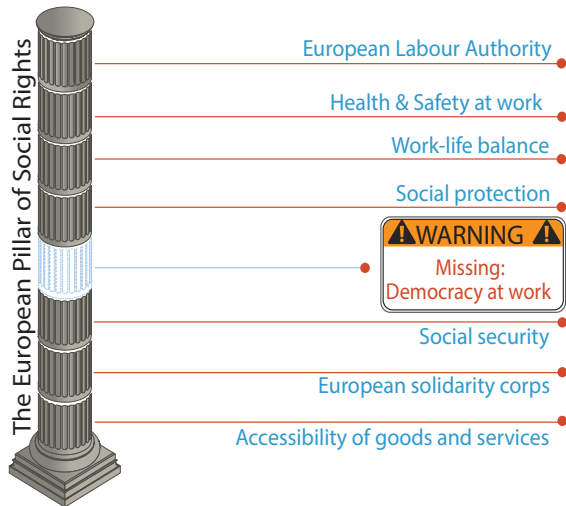 The European Pillar of Social Rights
European Labour Authority
Health & Safety at work
Work-life balance
Social protection
WARNING
Missing:
Democracy at work
Social security
European solidarity corps
Accessibility of goods and services